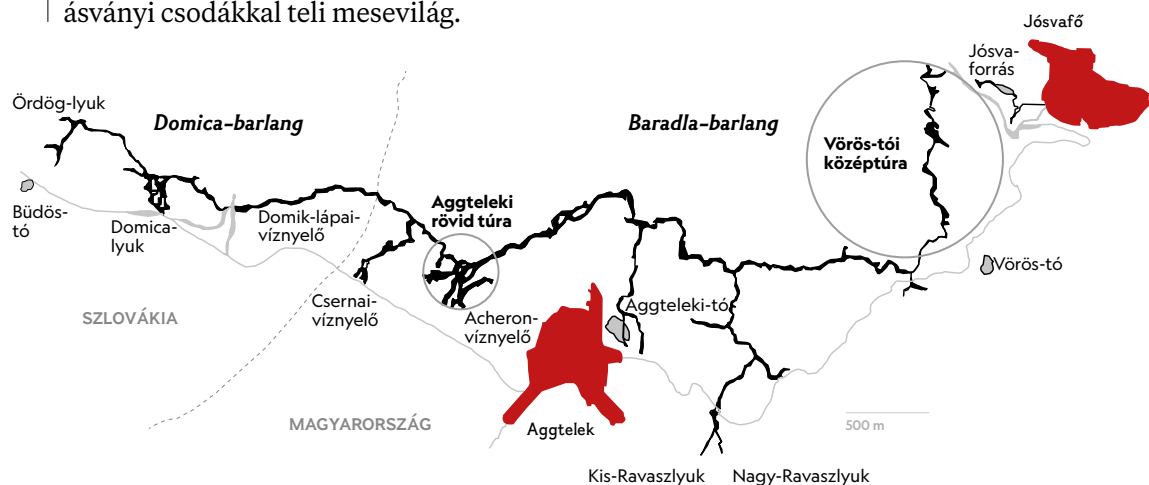 ásványi csodákkal teli mesevilág.
Jósvafő
Jósva-
forrás
Ördög-lyuk
Domica-barlang
Baradla-barlang
Vörös-tói
középtúra
Büdös-
tó
Domica-
lyuk
Domik-lápai-
víznyelő
Aggteleki
rövid túra
Vörös-tó
Csernai-
víznyelő
Acheron-
víznyelő
Aggteleki-tó
SZLOVÁKIA
MAGYARORSZÁG
Aggtelek
500 m
Kis-Ravaszlyuk
Nagy-Ravaszlyuk